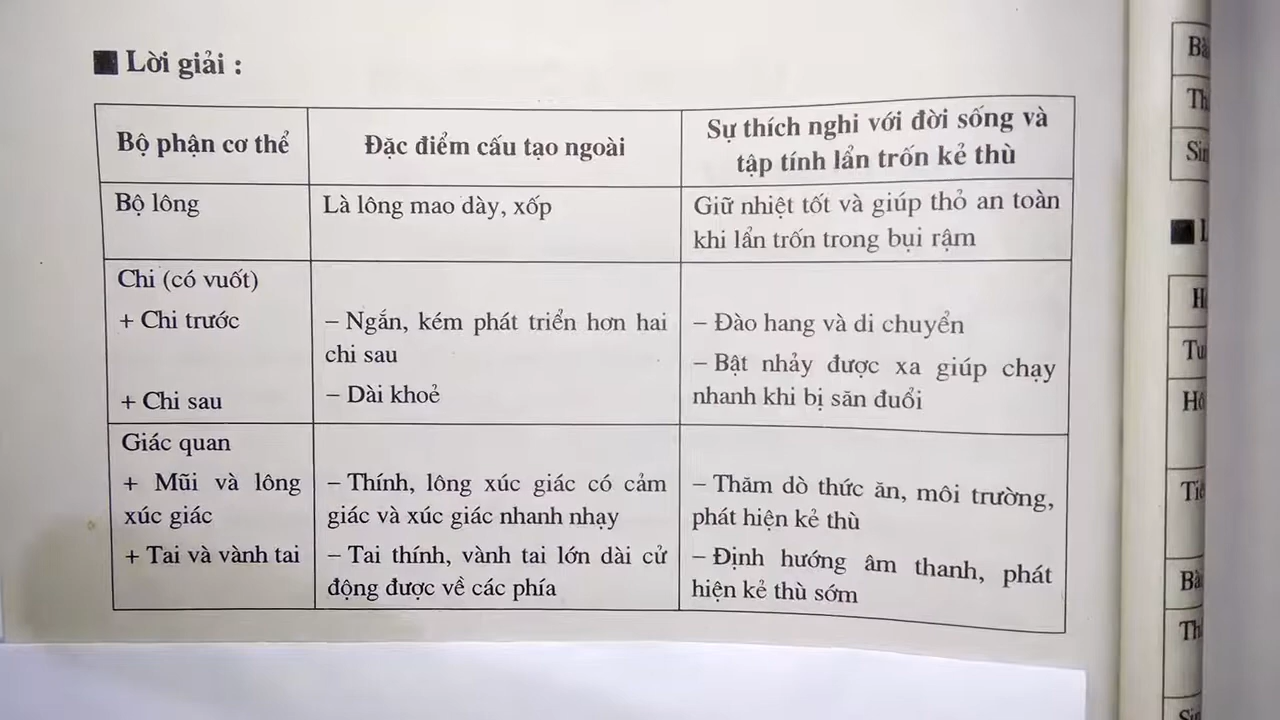 ■ Lời giải :
Bộ phận cơ thể
Đặc điểm cấu tạo ngoài
Sự thích nghi với đời sống và
tập tính lẩn trốn kẻ thù
Bộ lông
Là lông mao dày, xốp
Giữ nhiệt tốt và giúp thỏ an toàn
khi lẩn trốn trong bụi rậm
Chi (có vuốt)
+ Chi trước
+ Chi sau
– Ngắn, kém phát triển hơn hai
chi sau
– Dài khoẻ
– Đào hang và di chuyển
– Bật nhảy được xa giúp chạy
nhanh khi bị săn đuổi
Giác quan
+ Mũi và lông
xúc giác
+ Tai và vành tai
– Thính, lông xúc giác có cảm
giác và xúc giác nhanh nhạy
– Tai thính, vành tai lớn dài cử
động được về các phía
– Thăm dò thức ăn, môi trường,
phát hiện kẻ thù
– Định hướng âm thanh, phát
hiện kẻ thù sớm